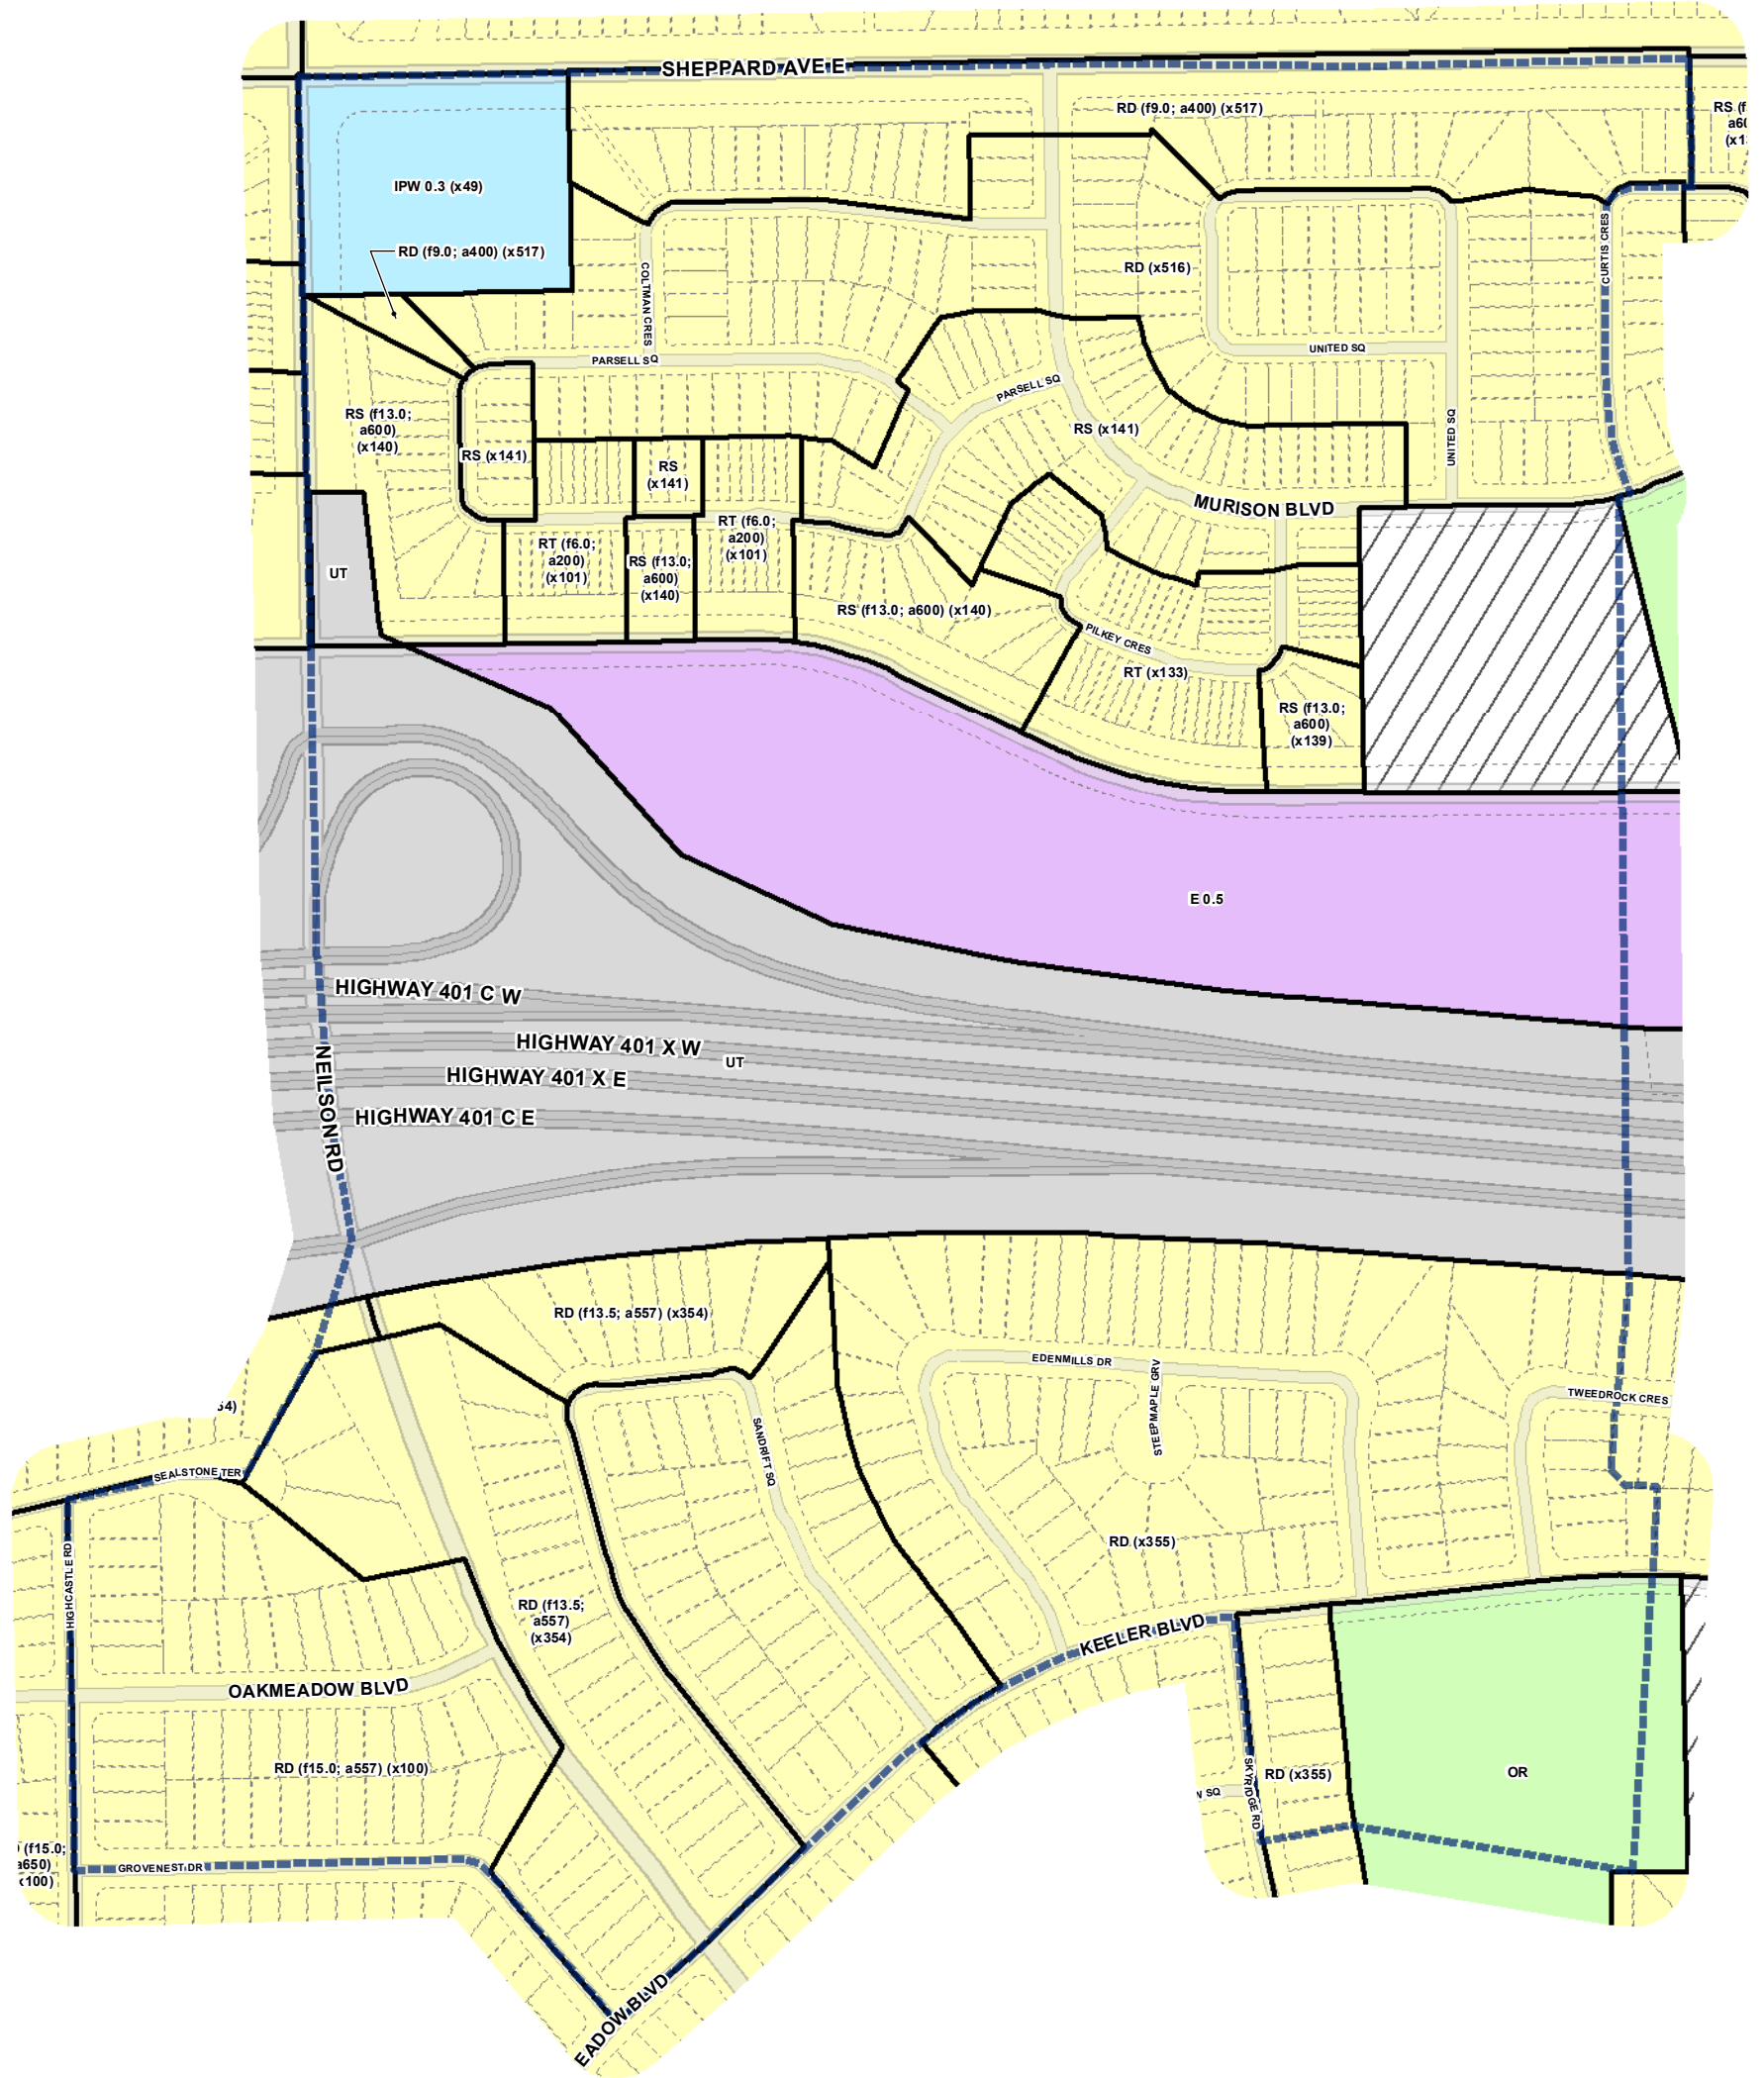 SHEPPARD AVE E
RD (f9.0; a400) (x517)
RS (f
a60
(x1
IPW 0.3 (x49)
RD (f9.0; a400) (x517)
COLTMAN CRES
RD (x516)
CURTIS CRES
PARSELL SQ
UNITED SQ
PARSELL SQ
RS (f13.0;
a600)
(x140)
RS (x141)
UNITED SQ
RS (x141)
RS
(x141)
MURISON BLVD
RT (f6.0;
a200)
(x101)
RT (f6.0;
a200)
(x101)
RS (f13.0;
a600)
(x140)
UT
RS (f13.0; a600) (x140)
PILKEY CRES
RT (x133)
RS (f13.0;
a600)
(x139)
E 0.5
HIGHWAY 401 C W
HIGHWAY 401 X W
UT
HIGHWAY 401 X E
HIGHWAY 401 C E
NEILSON RD
RD (f13.5; a557) (x354)
EDENMILLS DR
STEEPMAPLE GRV
TWEEDROCK CRES
54)
SANDRIFT SQ
SEALSTONE TER
RD (x355)
HIGHCASTLE RD
RD (f13.5;
a557)
(x354)
KEELER BLVD
OAKMEADOW BLVD
RD (f15.0; a557) (x100)
SKYRIDGE RD
RD (x355)
OR
W SQ
(f15.0;
a650)
(x100)
GROVENEST DR
EADOW BLVD